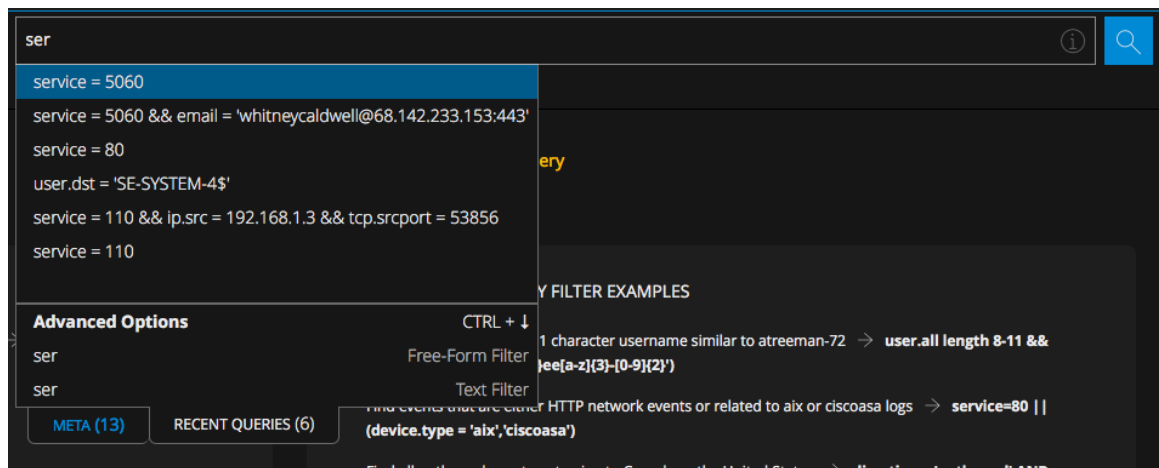 ser
service = 5060
service = 5060 && email = 'whitneycaldwell@68.142.233.153:443'
service = 80
user.dst = 'SE-SYSTEM-4$'
service = 110 && ip.src = 192.168.1.3 && tcp.srcport = 53856
service = 110
Advanced Options CTRL + ↓
ser Free-Form Filter
ser Text Filter
META (13) RECENT QUERIES (6)
ery
Y FILTER EXAMPLES
1 character username similar to atreeman-72 → user.all length 8-11 &&
}ee[a-z]{3}-[0-9]{2}')
Find events that are either HTTP network events or related to aix or ciscoasa logs → service=80 ||
(device.type = 'aix','ciscoasa')